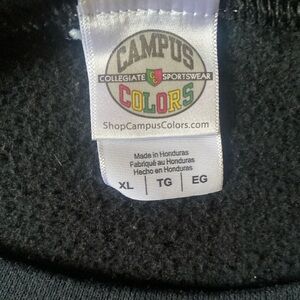 CAMPUS
COLLEGIATE SPORTSWEAR
COLORS
ShopCampusColors.com
Made in Honduras
Fabriqué au Honduras
Hecho en Honduras
XL | TG | EG